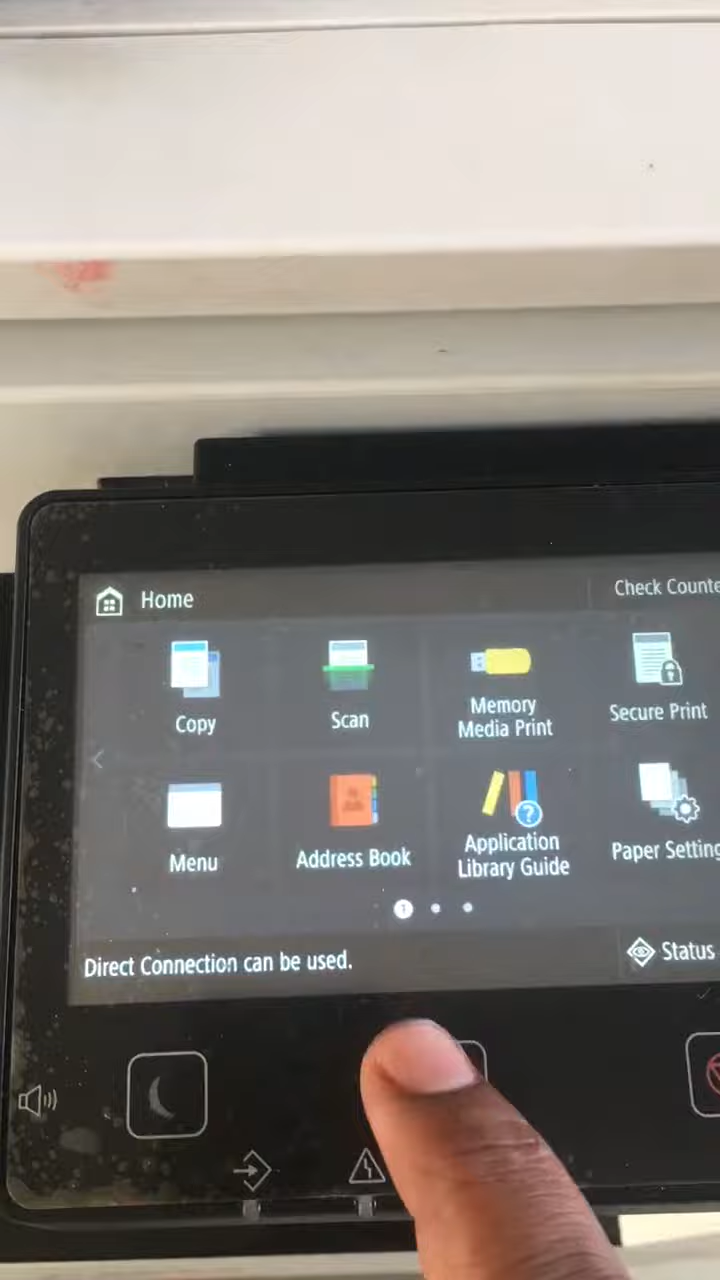 Home
Check Counte
Copy
Scan
Memory
Media Print
Secure Print
Menu
Address Book
Application
Library Guide
Paper Setting
1
Direct Connection can be used.
Status